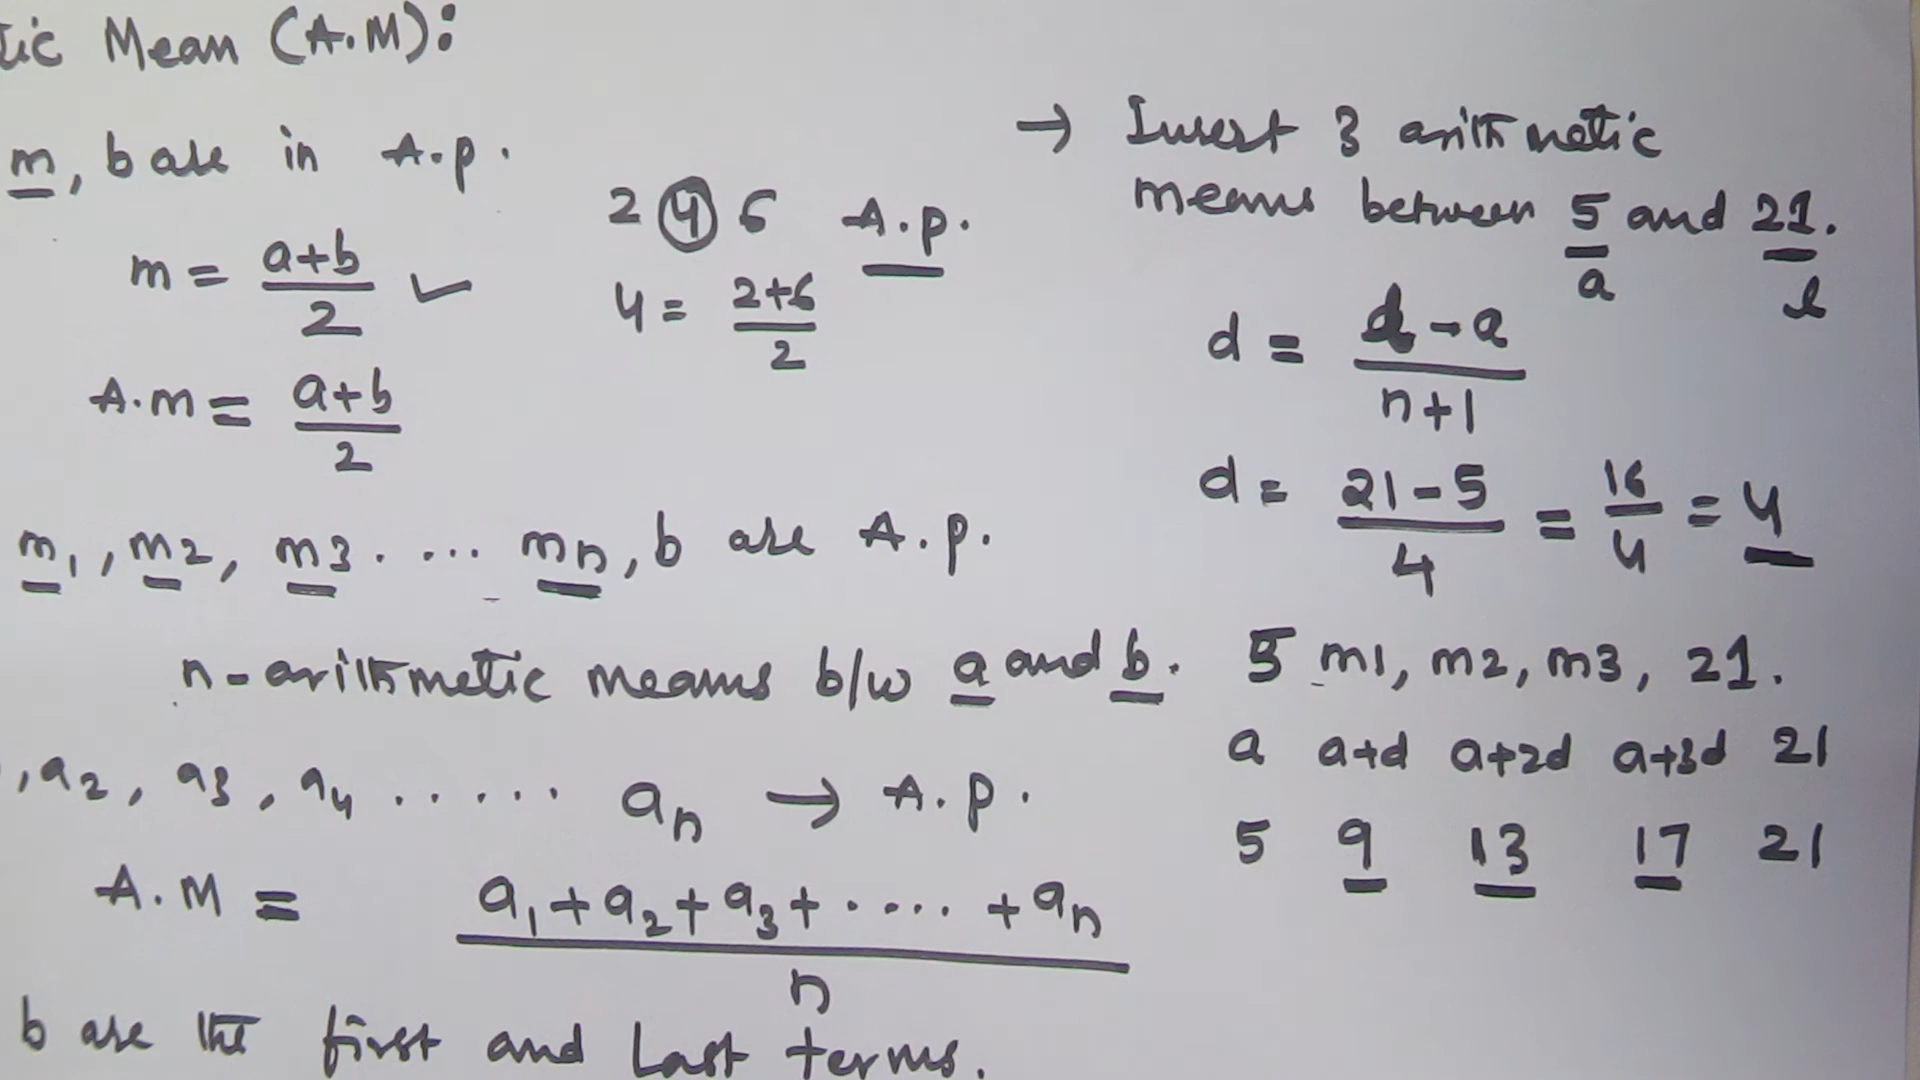 tic Mean (A.M):
m, b are in A.p.
m = a+b/2 ✓
A.m = a+b/2
2 4 6 A.p.
4 = 2+6/2
m1, m2, m3. ... mn, b are A.p.
n-arithmetic means b/w a and b.
, a2, a3, a4 ..... an → A.p.
A.M = a1+a2+a3+.....+an/n
b are the first and Last terms.
→ Insert 3 arithmetic
means between 5 and 21.
a l
d = l-a/n+1
d = 21-5/4 = 16/4 = 4
5 m1, m2, m3, 21.
a a+d a+2d a+3d 21
5 9 13 17 21